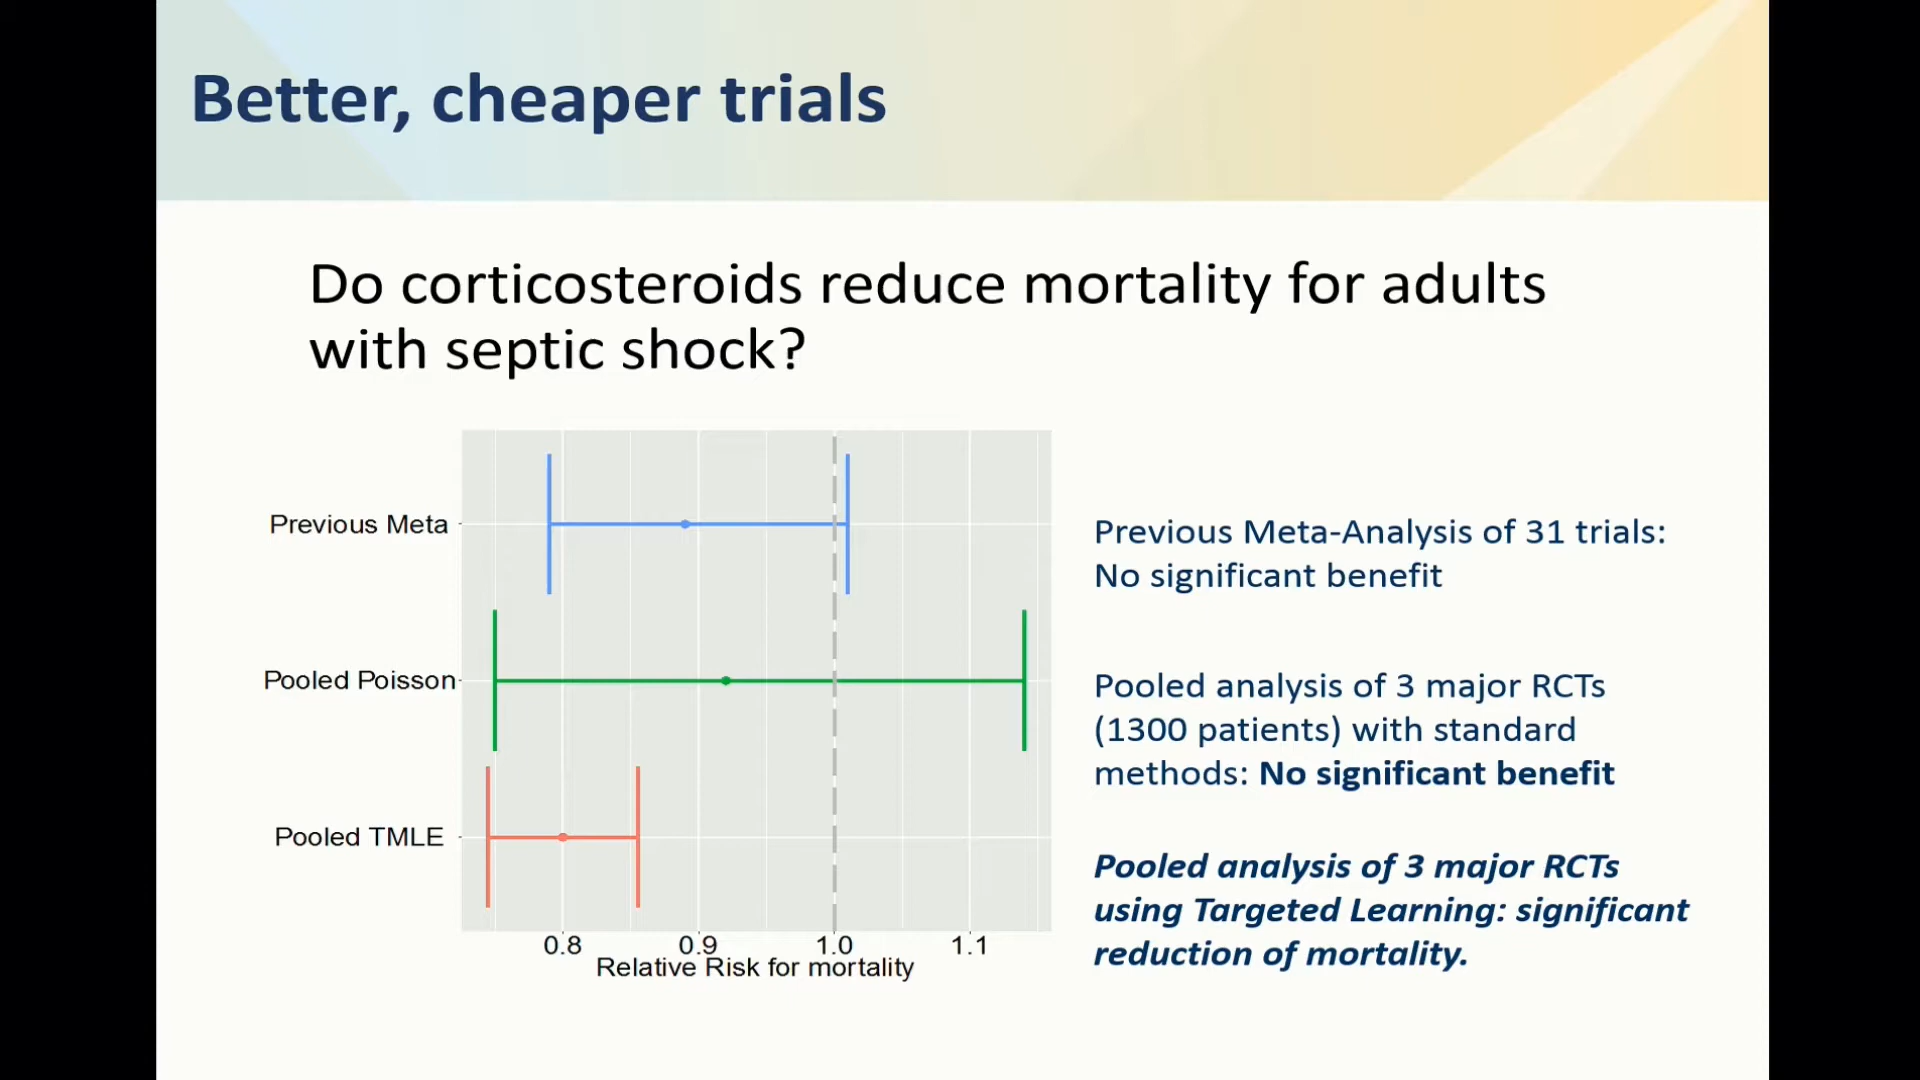 Better, cheaper trials
Do corticosteroids reduce mortality for adults
with septic shock?
Previous Meta
Pooled Poisson
Pooled TMLE
0.8 0.9 1.0 1.1
Relative Risk for mortality
Previous Meta-Analysis of 31 trials:
No significant benefit
Pooled analysis of 3 major RCTs
(1300 patients) with standard
methods: No significant benefit
Pooled analysis of 3 major RCTs
using Targeted Learning: significant
reduction of mortality.